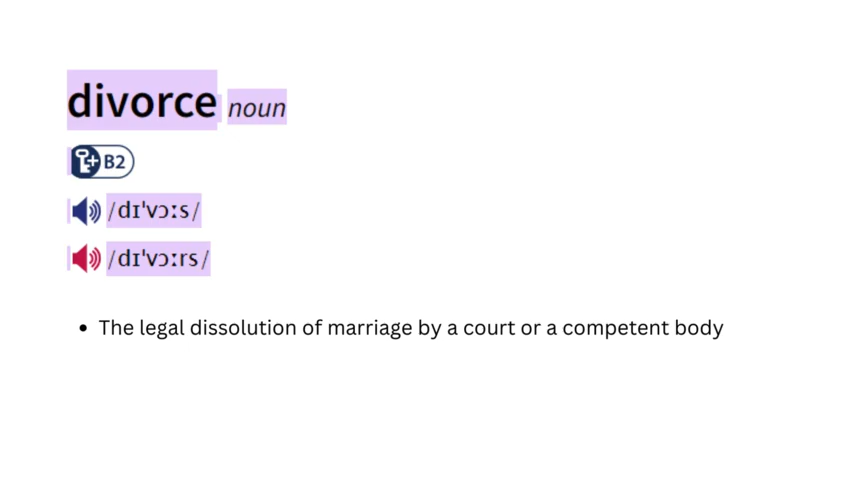 divorce noun
B2
/dɪˈvɔːs/
/dɪˈvɔːrs/
• The legal dissolution of marriage by a court or a competent body